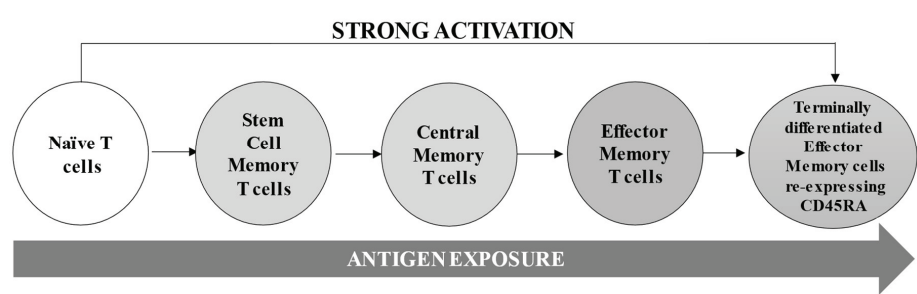 STRONG ACTIVATION
Naïve T
cells
Stem
Cell
Memory
T cells
Central
Memory
T cells
Effector
Memory
T cells
Terminally
differentiated
Effector
Memory cells
re-expressing
CD45RA
ANTIGEN EXPOSURE